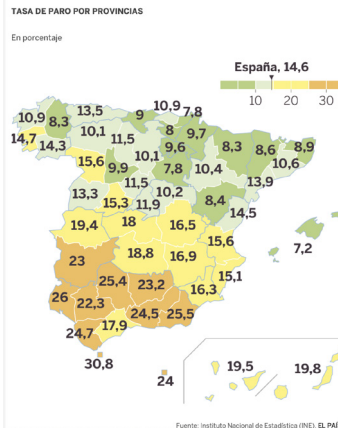 TASA DE PARO POR PROVINCIAS
En porcentaje
España, 14,6
10 20 30
10,9 8,3 13,5 9 10,9 7,8
14,7 14,3 10,1 11,5 8 9,7
9,6 8,3 8,6 8,9
15,6 9,9 10,1 7,8 10,4 10,6
13,3 11,5 13,9
15,3 11,9 10,2 8,4 14,5
19,4 18 16,5
15,6 7,2
23 18,8 16,9
15,1
25,4 23,2 16,3
26 22,3 24,5 25,5
24,7 17,9
30,8 24 19,5 19,8
Fuente: Instituto Nacional de Estadística (INE). EL PAÍ